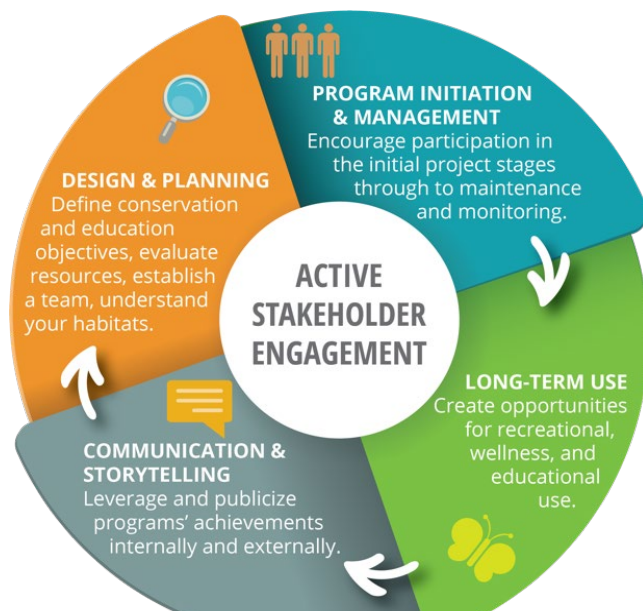 PROGRAM INITIATION
& MANAGEMENT
Encourage participation in
the initial project stages
through to maintenance
and monitoring.
DESIGN & PLANNING
Define conservation
and education
objectives, evaluate
resources, establish
a team, understand
your habitats.
ACTIVE
STAKEHOLDER
ENGAGEMENT
LONG-TERM USE
Create opportunities
for recreational,
wellness, and
educational
use.
COMMUNICATION &
STORYTELLING
Leverage and publicize
programs’ achievements
internally and externally.